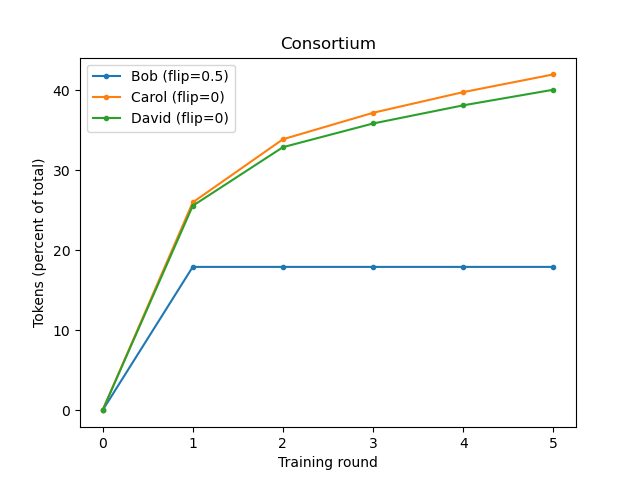 Consortium
Bob (flip=0.5)
Carol (flip=0)
David (flip=0)
Tokens (percent of total)
40
30
20
10
0
0 1 2 3 4 5
Training round